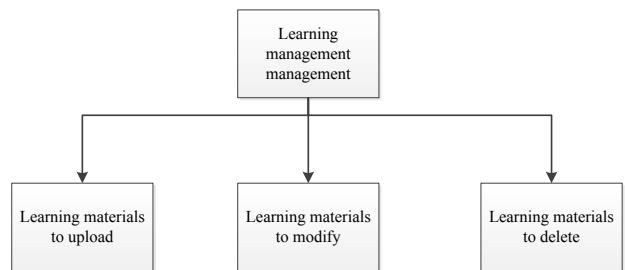 Learning
management
management
Learning materials
to upload
Learning materials
to modify
Learning materials
to delete